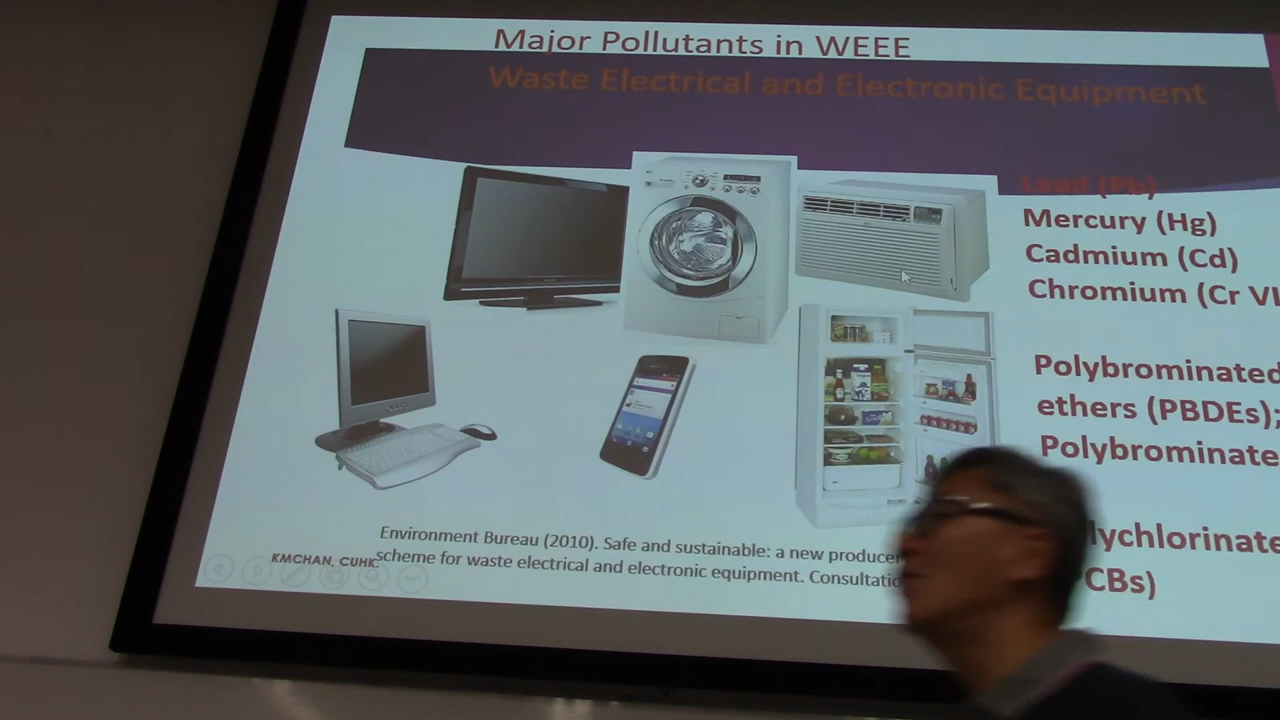 Major Pollutants in WEEE
Waste Electrical and Electronic Equipment
Lead (Pb)
Mercury (Hg)
Cadmium (Cd)
Chromium (Cr VI
Polybrominated
ethers (PBDEs);
Polybrominate
lychlorinate
CBs)
Environment Bureau (2010). Safe and sustainable: a new producer
scheme for waste electrical and electronic equipment. Consultatio
KMCHAN, CUHK